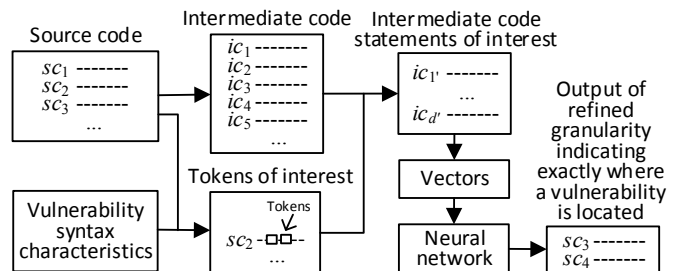 Source code
sc1 -------
sc2 -------
sc3 -------
...
Intermediate code
ic1 -------
ic2 -------
ic3 -------
ic4 -------
ic5 -------
...
Intermediate code
statements of interest
ic1' -------
...
icd' -------
Vulnerability
syntax
characteristics
Tokens of interest
Tokens
sc2
...
Vectors
Neural
network
Output of
refined
granularity
indicating
exactly where
a vulnerability
is located
sc3 -------
sc4 -------